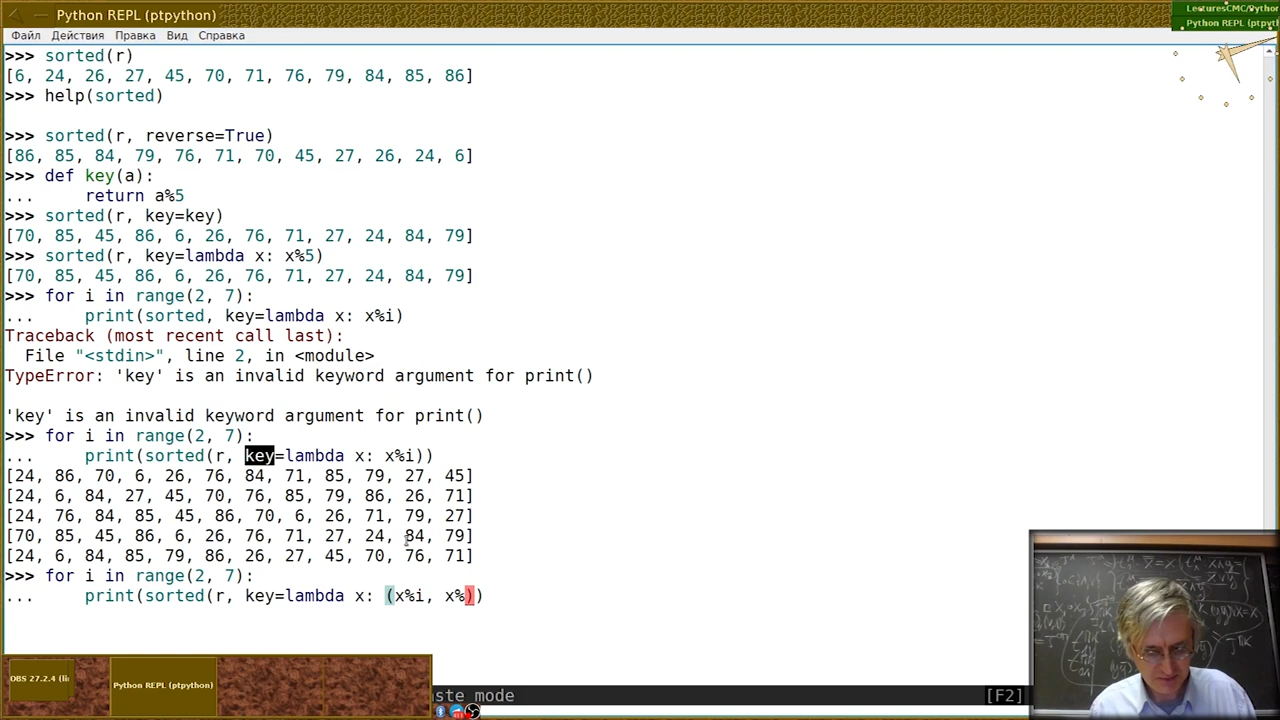 Python REPL (ptpython)
LecturesCMC/Python
Python REPL (ptpyth
Файл Действия Правка Вид Справка
>>> sorted(r)
[6, 24, 26, 27, 45, 70, 71, 76, 79, 84, 85, 86]
>>> help(sorted)
>>> sorted(r, reverse=True)
[86, 85, 84, 79, 76, 71, 70, 45, 27, 26, 24, 6]
>>> def key(a):
...     return a%5
>>> sorted(r, key=key)
[70, 85, 45, 86, 6, 26, 76, 71, 27, 24, 84, 79]
>>> sorted(r, key=lambda x: x%5)
[70, 85, 45, 86, 6, 26, 76, 71, 27, 24, 84, 79]
>>> for i in range(2, 7):
...     print(sorted, key=lambda x: x%i)
Traceback (most recent call last):
  File "<stdin>", line 2, in <module>
TypeError: 'key' is an invalid keyword argument for print()
'key' is an invalid keyword argument for print()
>>> for i in range(2, 7):
...     print(sorted(r, key=lambda x: x%i))
[24, 86, 70, 6, 26, 76, 84, 71, 85, 79, 27, 45]
[24, 6, 84, 27, 45, 70, 76, 85, 79, 86, 26, 71]
[24, 76, 84, 85, 45, 86, 70, 6, 26, 71, 79, 27]
[70, 85, 45, 86, 6, 26, 76, 71, 27, 24, 84, 79]
[24, 6, 84, 85, 79, 86, 26, 27, 45, 70, 76, 71]
>>> for i in range(2, 7):
...     print(sorted(r, key=lambda x: (x%i, x%))
OBS 27.2.4 (li
Python REPL (ptpython)
ste mode
[F2]